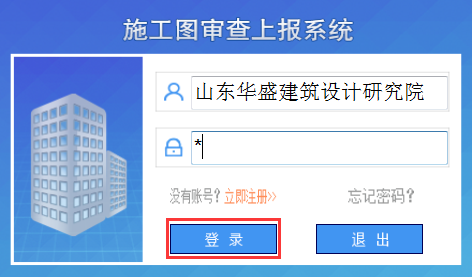 施工图审查上报系统
山东华盛建筑设计研究院
*
没有账号？立即注册>> 忘记密码？
登 录 退 出